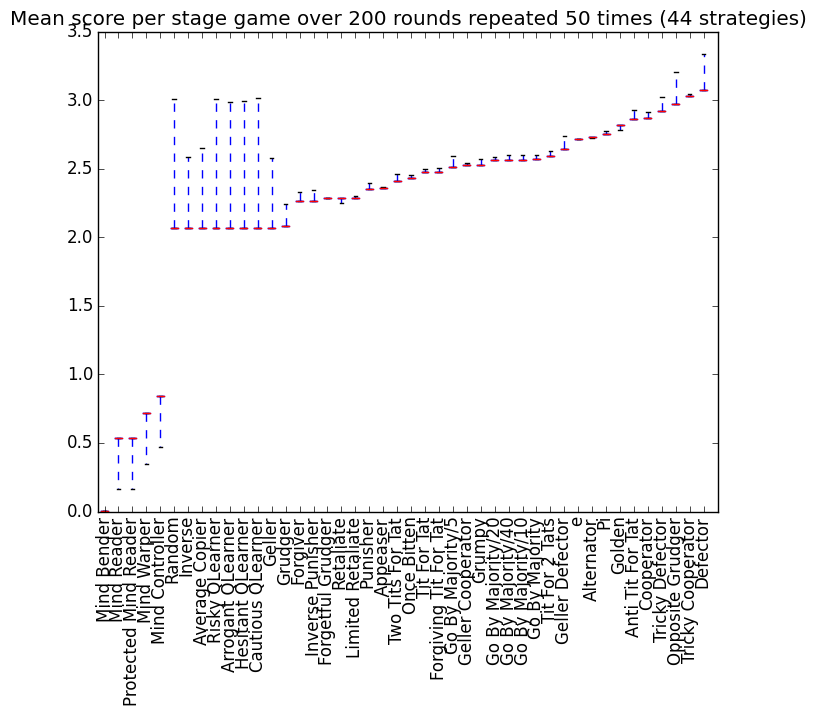 Mean score per stage game over 200 rounds repeated 50 times (44 strategies)
3.5
3.0
2.5
2.0
1.5
1.0
0.5
0.0
Mind Bender
Mind Reader
Protected Mind Reader
Mind Warper
Mind Controller
Random
Inverse
Average Copier
Risky QLearner
Arrogant QLearner
Hesitant QLearner
Cautious QLearner
Geller
Grudger
Forgiver
Inverse Punisher
Forgetful Grudger
Retaliate
Limited Retaliate
Punisher
Appeaser
Two Tits For Tat
Once Bitten
Tit For Tat
Forgiving Tit For Tat
Go By Majority/5
Geller Cooperator
Grumpy
Go By Majority/20
Go By Majority/40
Go By Majority/10
Go By Majority
Tit For 2 Tats
Geller Defector
e
Alternator
Pi
Golden
Anti Tit For Tat
Cooperator
Tricky Defector
Opposite Grudger
Tricky Cooperator
Defector